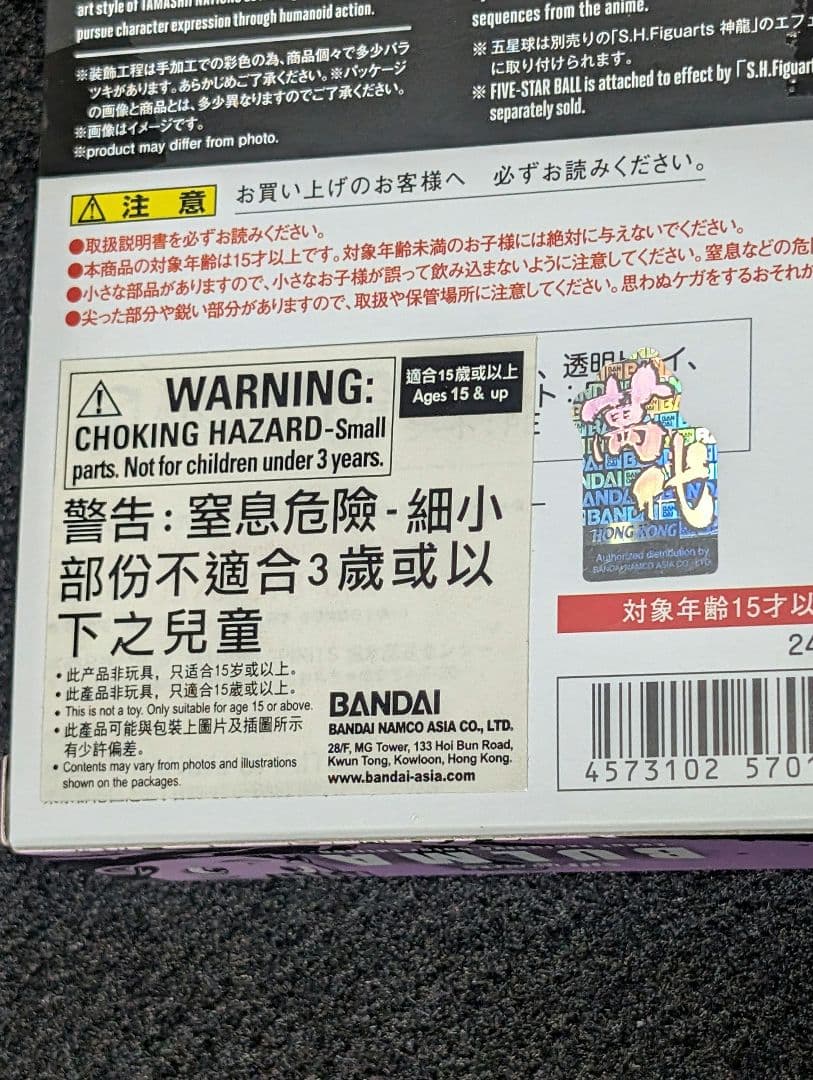 art style of TAMASHII NATIONS
pursue character expression through humanoid action.
※装飾工程は手加工での彩色の為、商品個々で多少バラ
ツキがあります。あらかじめご了承ください。※パッケージ
の画像と商品とは、多少異なりますのでご了承ください。
※画像はイメージです。
※product may differ from photo.
sequences from the anime.
※ 五星球は別売りの「S.H.Figuarts 神龍」のエフェ
に取り付けられます。
※ FIVE-STAR BALL is attached to effect by「S.H.Figuar
separately sold.
注 意 お買い上げのお客様へ 必ずお読みください。
●取扱説明書を必ずお読みください。
●本商品の対象年齢は15才以上です。対象年齢未満のお子様には絶対に与えないでください。
●小さな部品がありますので、小さなお子様が誤って飲み込まないように注意してください。窒息などの危
●尖った部分や鋭い部分がありますので、取扱や保管場所に注意してください。思わぬケガをするおそれが
WARNING:
CHOKING HAZARD-Small
parts. Not for children under 3 years.
適合15歲或以上
Ages 15 & up
警告:窒息危險-細小
部份不適合3歲或以
下之兒童
• 此产品非玩具，只适合15岁或以上。
• 此產品非玩具，只適合15歲或以上。
• This is not a toy. Only suitable for age 15 or above.
• 此產品可能與包裝上圖片及插圖所示
有少許偏差。
• Contents may vary from photos and illustrations
shown on the packages.
BANDAI
BANDAI NAMCO ASIA CO., LTD.
28/F, MG Tower, 133 Hoi Bun Road,
Kwun Tong, Kowloon, Hong Kong.
www.bandai-asia.com
、透明
萬代
HONG KONG
Authorized distribution by
BANDAI NAMCO ASIA CO., LTD.
対象年齢15才以
24
4573102 5701
BULMA